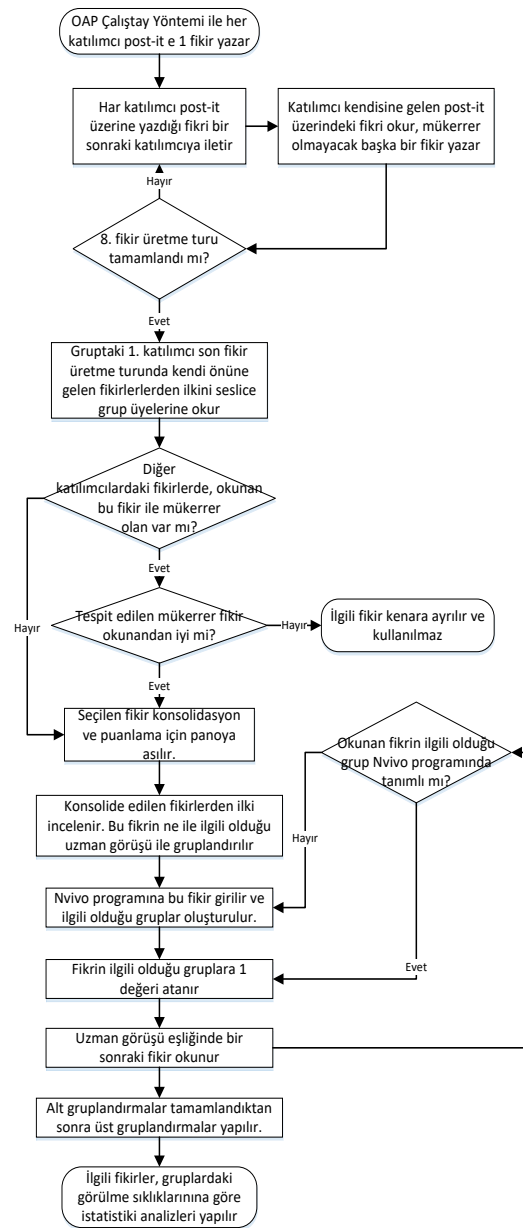 OAP Çalıştay Yöntemi ile her
katılımcı post-it e 1 fikir yazar
Har katılımcı post-it
üzerine yazdığı fikri bir
sonraki katılımcıya iletir
Katılımcı kendisine gelen post-it
üzerindeki fikri okur, mükerrer
olmayacak başka bir fikir yazar
Hayır
8. fikir üretme turu
tamamlandı mı?
Evet
Gruptaki 1. katılımcı son fikir
üretme turunda kendi önüne
gelen fikirlerlerden ilkini seslice
grup üyelerine okur
Diğer
katılımcılardaki fikirlerde, okunan
bu fikir ile mükerrer
olan var mı?
Evet
Hayır
Tespit edilen mükerrer fikir
okunandan iyi mi?
Hayır
İlgili fikir kenara ayrılır ve
kullanılmaz
Evet
Seçilen fikir konsolidasyon
ve puanlama için panoya
asılır.
Okunan fikrin ilgili olduğu
grup Nvivo programında
tanımlı mı?
Konsolide edilen fikirlerden ilki
incelenir. Bu fikrin ne ile ilgili olduğu
uzman görüşü ile gruplandırılır
Hayır
Nvivo programına bu fikir girilir ve
ilgili olduğu gruplar oluşturulur.
Evet
Fikrin ilgili olduğu gruplara 1
değeri atanır
Uzman görüşü eşliğinde bir
sonraki fikir okunur
Alt gruplandırmalar tamamlandıktan
sonra üst gruplandırmalar yapılır.
İlgili fikirler, gruplardaki
görülme sıklıklarınına göre
istatistiki analizleri yapılır